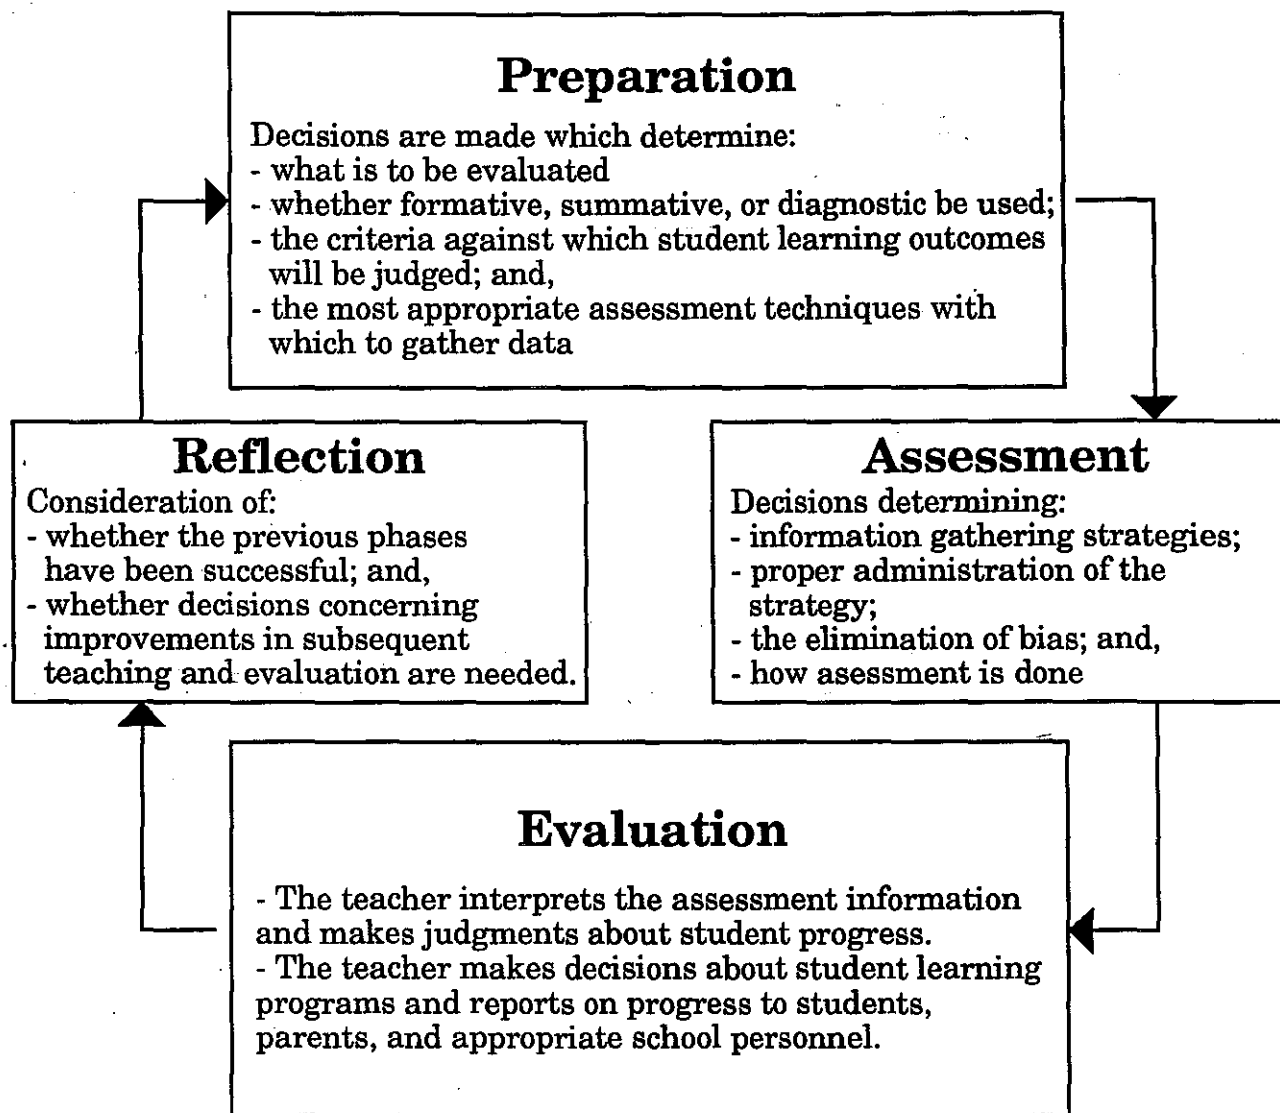 Preparation
Decisions are made which determine:
- what is to be evaluated
- whether formative, summative, or diagnostic be used;
- the criteria against which student learning outcomes
will be judged; and,
- the most appropriate assessment techniques with
which to gather data
Reflection
Consideration of:
- whether the previous phases
have been successful; and,
- whether decisions concerning
improvements in subsequent
teaching and evaluation are needed.
Assessment
Decisions determining:
- information gathering strategies;
- proper administration of the
strategy;
- the elimination of bias; and,
- how asessment is done
Evaluation
- The teacher interprets the assessment information
and makes judgments about student progress.
- The teacher makes decisions about student learning
programs and reports on progress to students,
parents, and appropriate school personnel.